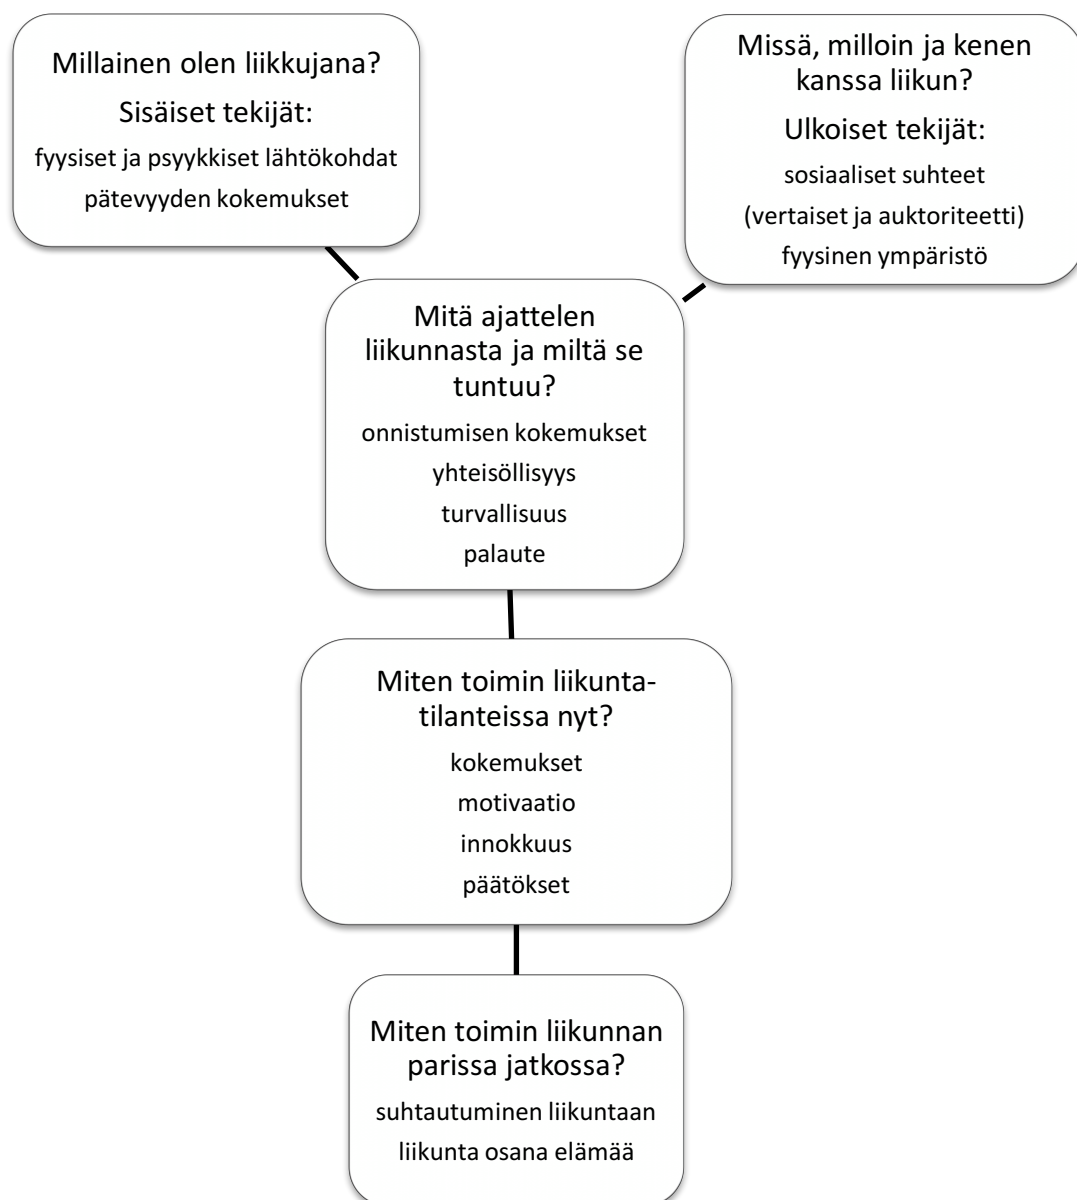 Millainen olen liikkujana?
Sisäiset tekijät:
fyysiset ja psyykkiset lähtökohdat
pätevyyden kokemukset
Missä, milloin ja kenen
kanssa liikun?
Ulkoiset tekijät:
sosiaaliset suhteet
(vertaiset ja auktoriteetti)
fyysinen ympäristö
Mitä ajattelen
liikunnasta ja miltä se
tuntuu?
onnistumisen kokemukset
yhteisöllisyys
turvallisuus
palaute
Miten toimin liikunta-
tilanteissa nyt?
kokemukset
motivaatio
innokkuus
päätökset
Miten toimin liikunnan
parissa jatkossa?
suhtautuminen liikuntaan
liikunta osana elämää